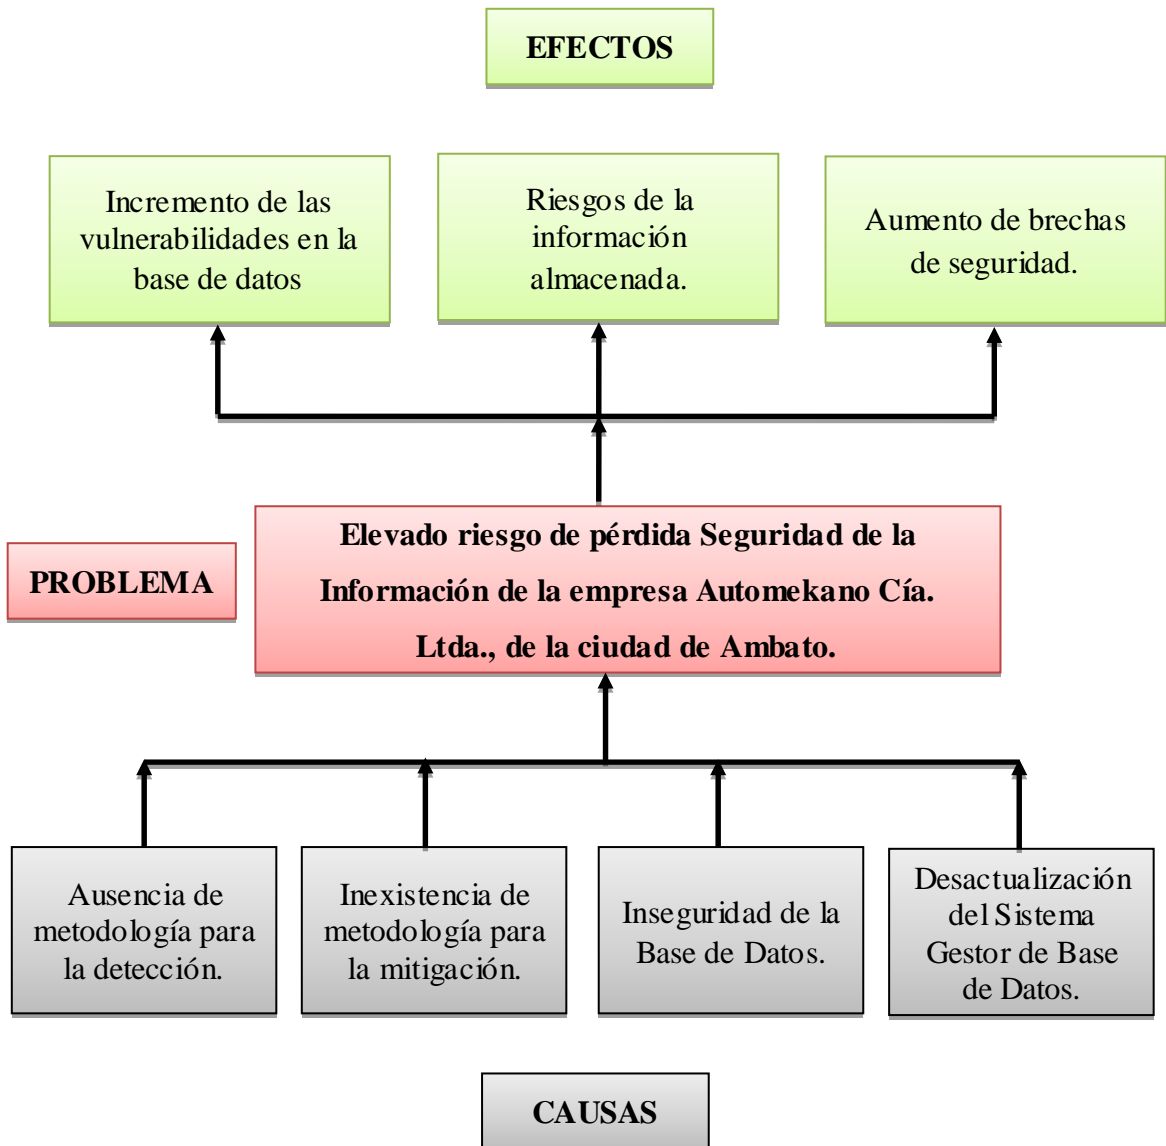 EFECTOS
Incremento de las
vulnerabilidades en la
base de datos
Riesgos de la
información
almacenada.
Aumento de brechas
de seguridad.
PROBLEMA
Elevado riesgo de pérdida Seguridad de la
Información de la empresa Automekano Cía.
Ltda., de la ciudad de Ambato.
Ausencia de
metodología para
la detección.
Inexistencia de
metodología para
la mitigación.
Inseguridad de la
Base de Datos.
Desactualización
del Sistema
Gestor de Base
de Datos.
CAUSAS